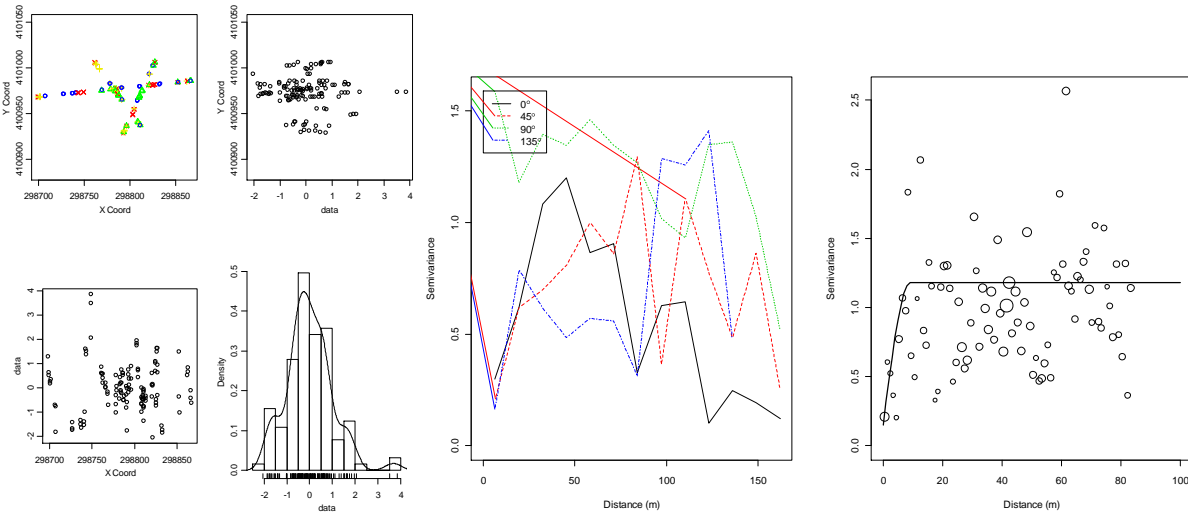 4100900 4100950 4101000 4101050
Y Coord
298700 298750 298800 298850
X Coord
4100900 4100950 4101000 4101050
Y Coord
-2 -1 0 1 2 3 4
data
-2 -1 0 1 2 3 4
data
298700 298750 298800 298850
X Coord
0.0 0.1 0.2 0.3 0.4 0.5
Density
-2 -1 0 1 2 3 4
data
0.0 0.5 1.0 1.5
Semivariance
0°
45°
90°
135°
0 50 100 150
Distance (m)
0.0 0.5 1.0 1.5 2.0 2.5
Semivariance
0 20 40 60 80 100
Distance (m)